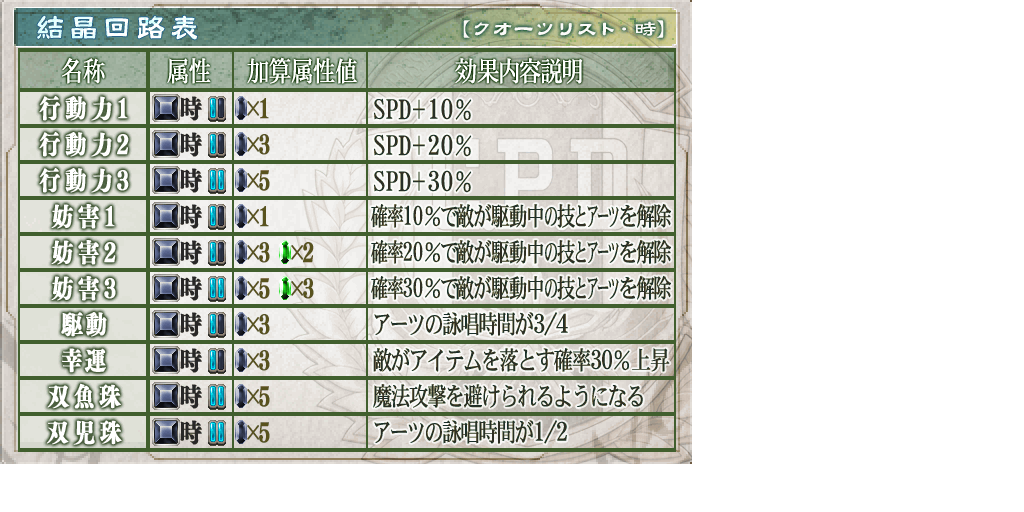 結晶回路表 【クオーツリスト・時】
名称 属性 加算属性値 効果内容説明
行動力1 時 ×1 SPD+10%
行動力2 時 ×3 SPD+20%
行動力3 時 ×5 SPD+30%
妨害1 時 ×1 確率10%で敵が駆動中の技とアーツを解除
妨害2 時 ×3 ×2 確率20%で敵が駆動中の技とアーツを解除
妨害3 時 ×5 ×3 確率30%で敵が駆動中の技とアーツを解除
駆動 時 ×3 アーツの詠唱時間が3/4
幸運 時 ×3 敵がアイテムを落とす確率30%上昇
双魚珠 時 ×5 魔法攻撃を避けられるようになる
双児珠 時 ×5 アーツの詠唱時間が1/2